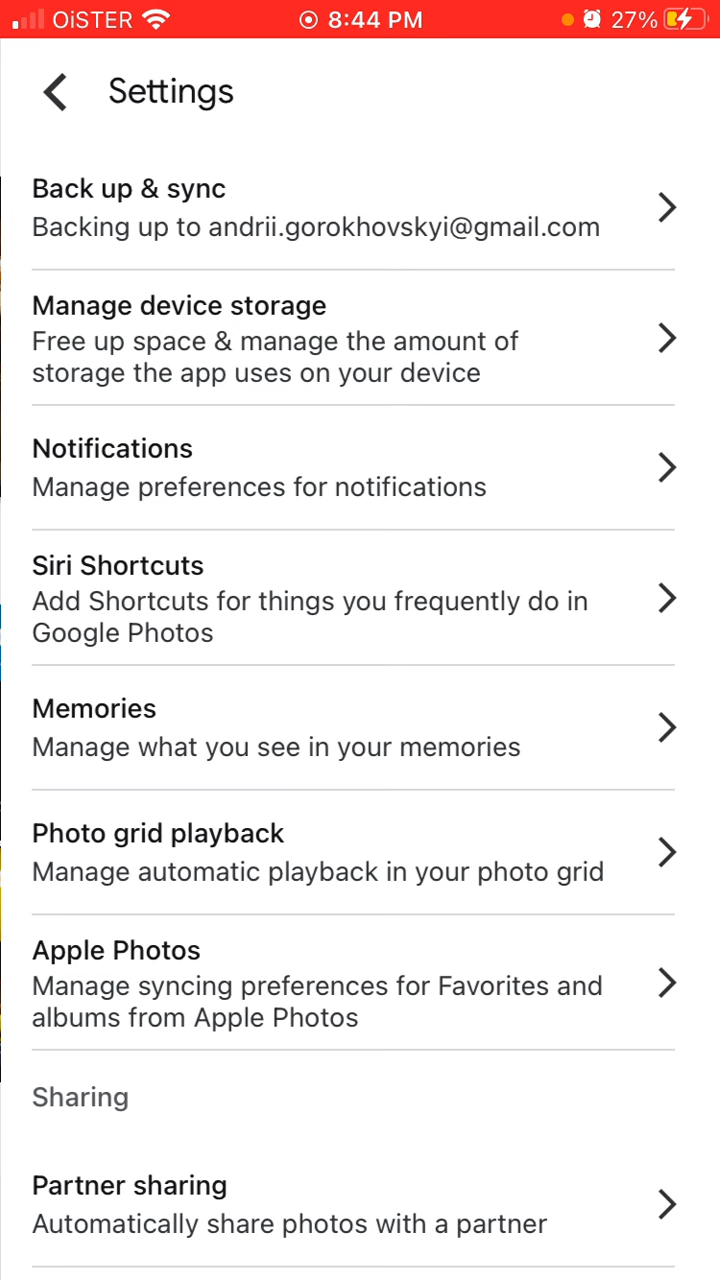 OiSTER 8:44 PM 27%
Settings
Back up & sync
Backing up to andrii.gorokhovskyi@gmail.com
Manage device storage
Free up space & manage the amount of
storage the app uses on your device
Notifications
Manage preferences for notifications
Siri Shortcuts
Add Shortcuts for things you frequently do in
Google Photos
Memories
Manage what you see in your memories
Photo grid playback
Manage automatic playback in your photo grid
Apple Photos
Manage syncing preferences for Favorites and
albums from Apple Photos
Sharing
Partner sharing
Automatically share photos with a partner